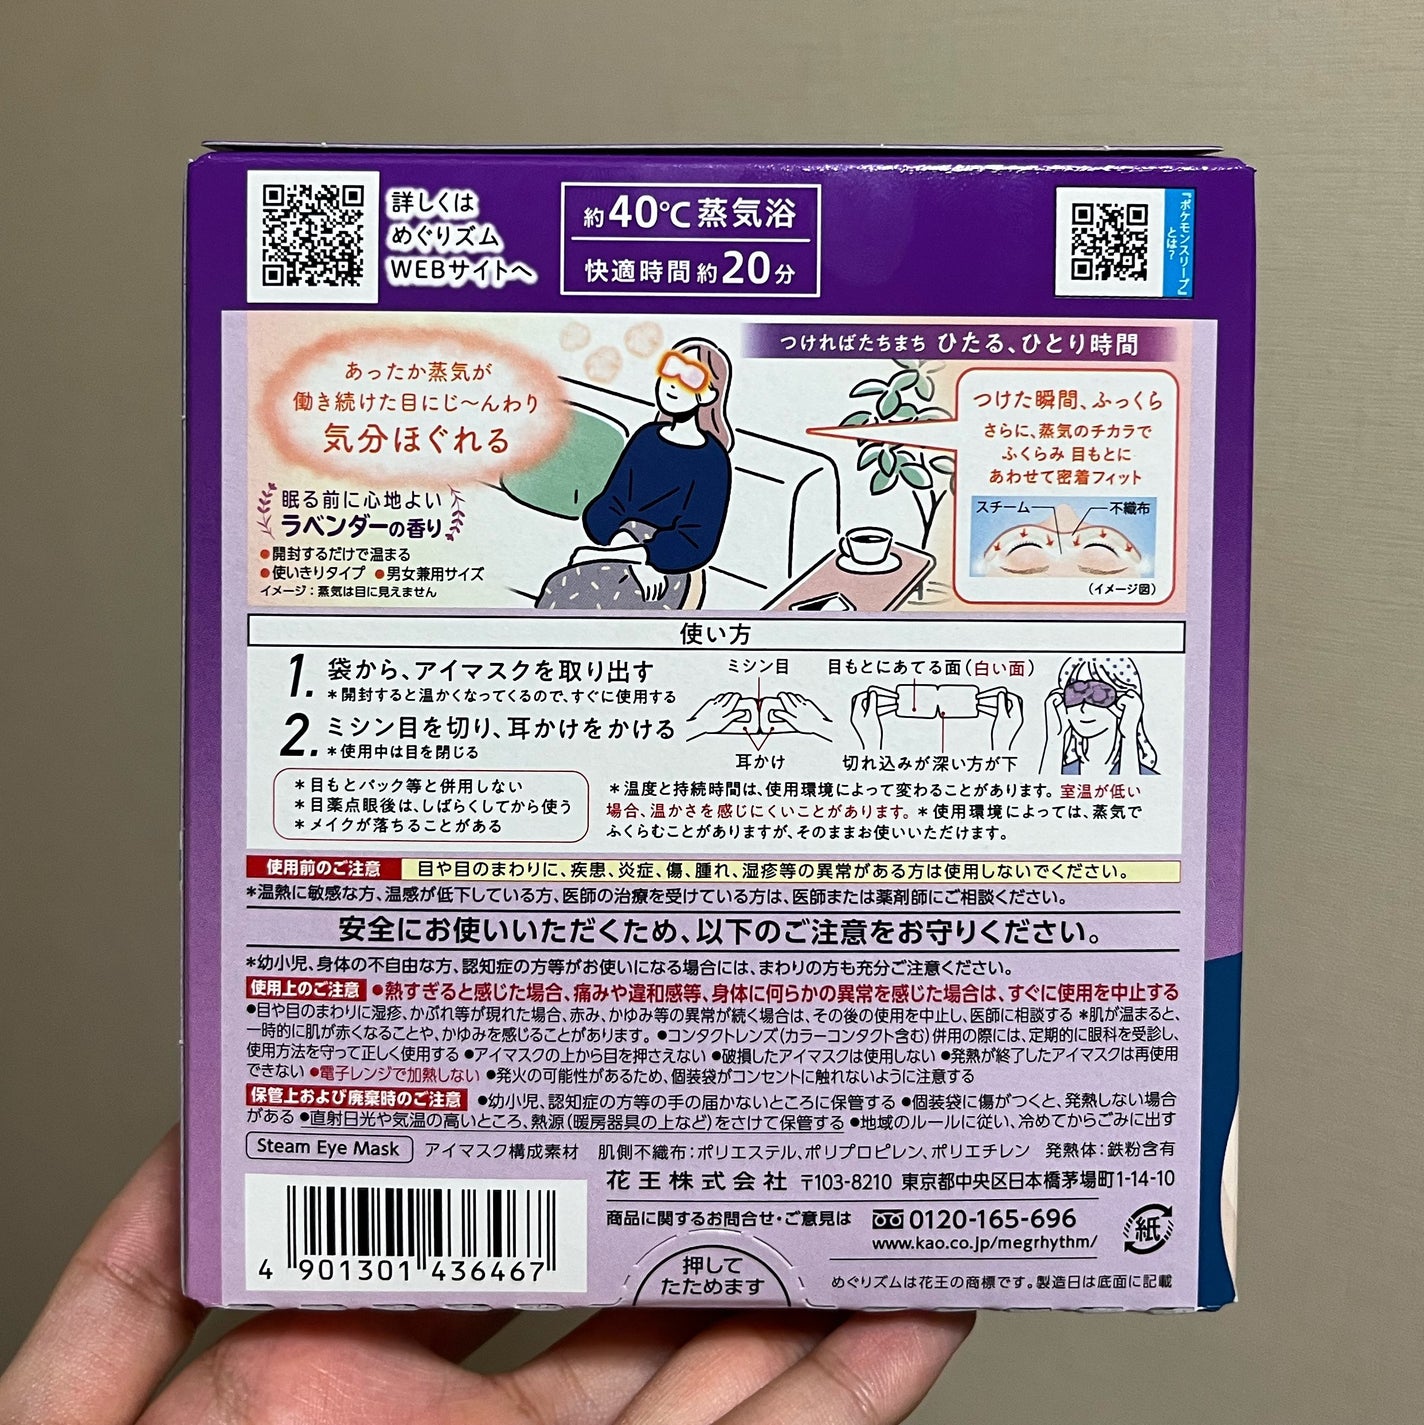 詳しくは
めぐりズム
WEBサイトへ
約40℃蒸気浴
快適時間約20分
『ポケモンスリープ』
とは？
つければたちまち ひたる、ひとり時間
あったか蒸気が
働き続けた目にじ〜んわり
気分ほぐれる
眠る前に心地よい
ラベンダーの香り
●開封するだけで温まる
●使いきりタイプ ●男女兼用サイズ
イメージ：蒸気は目に見えません
つけた瞬間、ふっくら
さらに、蒸気のチカラで
ふくらみ 目もとに
あわせて密着フィット
スチーム 不織布
（イメージ図）
使い方
1. 袋から、アイマスクを取り出す
＊開封すると温かくなってくるので、すぐに使用する
2. ミシン目を切り、耳かけをかける
＊使用中は目を閉じる
ミシン目
耳かけ
目もとにあてる面（白い面）
切れ込みが深い方が下
＊目もとパック等と併用しない
＊目薬点眼後は、しばらくしてから使う
＊メイクが落ちることがある
＊温度と持続時間は、使用環境によって変わることがあります。室温が低い
場合、温かさを感じにくいことがあります。＊使用環境によっては、蒸気で
ふくらむことがありますが、そのままお使いいただけます。
使用前のご注意 目や目のまわりに、疾患、炎症、傷、腫れ、湿疹等の異常がある方は使用しないでください。
＊温熱に敏感な方、温感が低下している方、医師の治療を受けている方は、医師または薬剤師にご相談ください。
安全にお使いいただくため、以下のご注意をお守りください。
＊幼小児、身体の不自由な方、認知症の方等がお使いになる場合には、まわりの方も充分ご注意ください。
使用上のご注意 ●熱すぎると感じた場合、痛みや違和感等、身体に何らかの異常を感じた場合は、すぐに使用を中止する
●目や目のまわりに湿疹、かぶれ等が現れた場合、赤み、かゆみ等の異常が続く場合は、その後の使用を中止し、医師に相談する ＊肌が温まると、
一時的に肌が赤くなることや、かゆみを感じることがあります。 ●コンタクトレンズ（カラーコンタクト含む）併用の際には、定期的に眼科を受診し、
使用方法を守って正しく使用する ●アイマスクの上から目を押さえない ●破損したアイマスクは使用しない ●発熱が終了したアイマスクは再使用
できない ●電子レンジで加熱しない ●発火の可能性があるため、個装袋がコンセントに触れないように注意する
保管上および廃棄時のご注意 ●幼小児、認知症の方等の手の届かないところに保管する ●個装袋に傷がつくと、発熱しない場合
がある ●直射日光や気温の高いところ、熱源（暖房器具の上など）をさけて保管する ●地域のルールに従い、冷めてからごみに出す
Steam Eye Mask アイマスク構成素材 肌側不織布：ポリエステル、ポリプロピレン、ポリエチレン 発熱体：鉄粉含有
花王株式会社 〒103-8210 東京都中央区日本橋茅場町1-14-10
商品に関するお問合せ・ご意見は 0120-165-696
www.kao.co.jp/megrhythm/
紙
めぐりズムは花王の商標です。製造日は底面に記載
4 901301 436467
押して
たためます